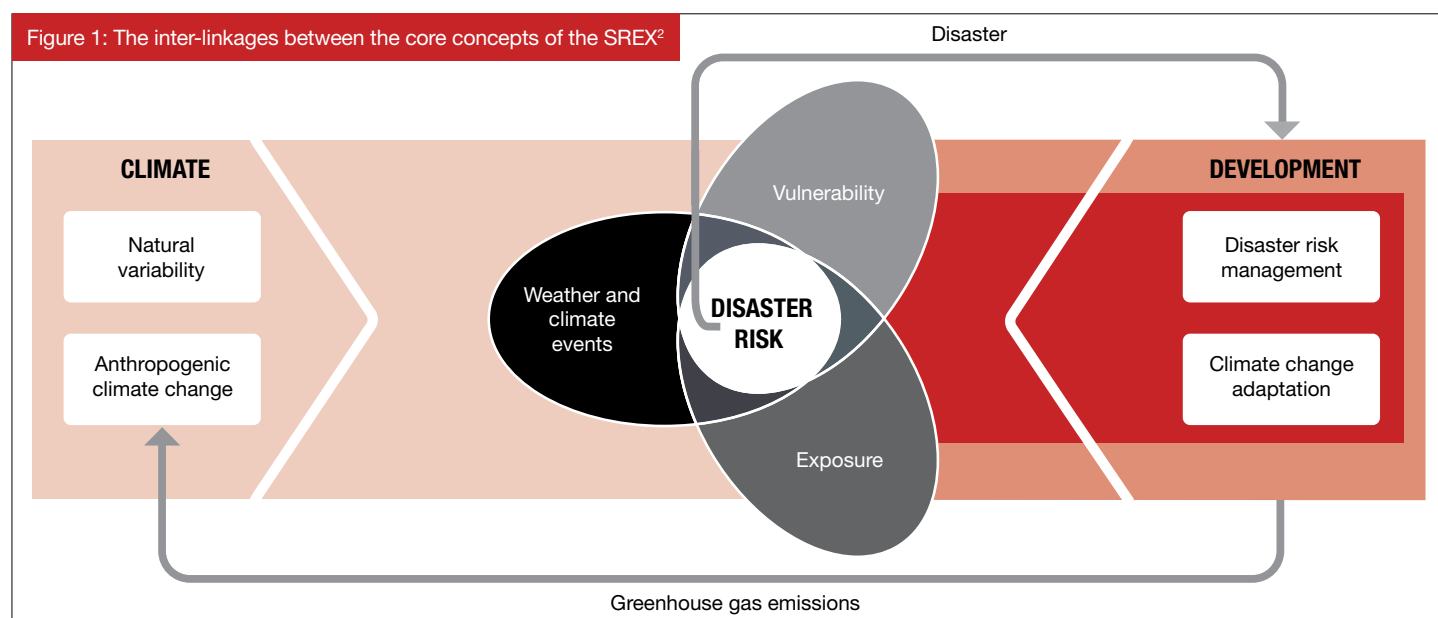 Figure 1: The inter-linkages between the core concepts of the SREX²
Disaster
CLIMATE
Natural
variability
Anthropogenic
climate change
Weather and
climate
events
Vulnerability
DISASTER
RISK
Exposure
DEVELOPMENT
Disaster risk
management
Climate change
adaptation
Greenhouse gas emissions